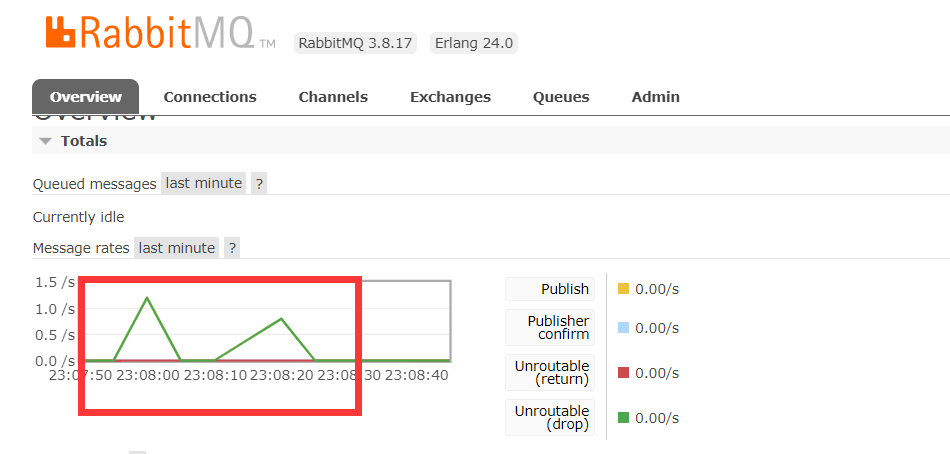 RabbitMQ TM RabbitMQ 3.8.17 Erlang 24.0
Overview Connections Channels Exchanges Queues Admin
Overview
Totals
Queued messages last minute ?
Currently idle
Message rates last minute ?
1.5 /s
1.0 /s
0.5 /s
0.0 /s
23:07:50 23:08:00 23:08:10 23:08:20 23:08:30 23:08:40
Publish 0.00/s
Publisher
confirm 0.00/s
Unroutable
(return) 0.00/s
Unroutable
(drop) 0.00/s